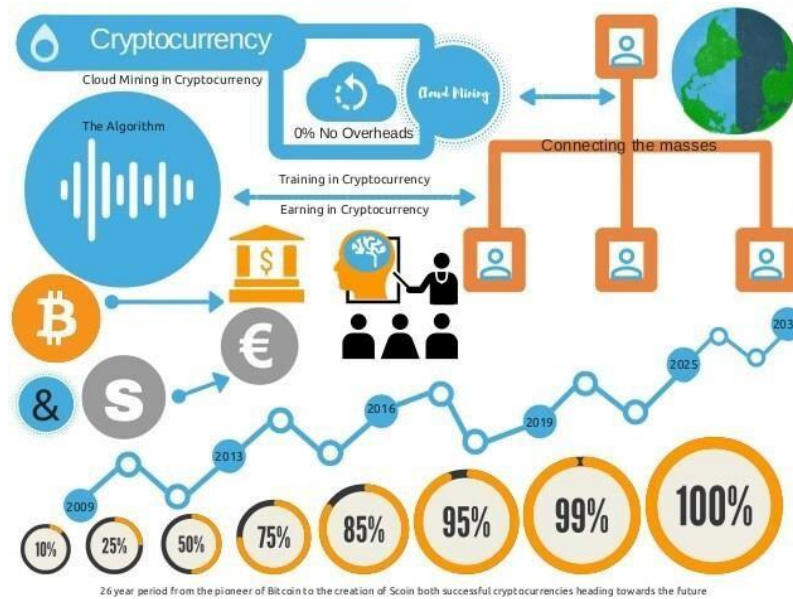 Cryptocurrency
Cloud Mining in Cryptocurrency
Cloud Mining
0% No Overheads
The Algorithm
Connecting the masses
Training in Cryptocurrency
Earning in Cryptocurrency
$
₿
€
&
S
2009
2013
2016
2019
2025
203
10%
25%
50%
75%
85%
95%
99%
100%
26 year period from the pioneer of Bitcoin to the creation of Scoin both successful cryptocurrencies heading towards the future